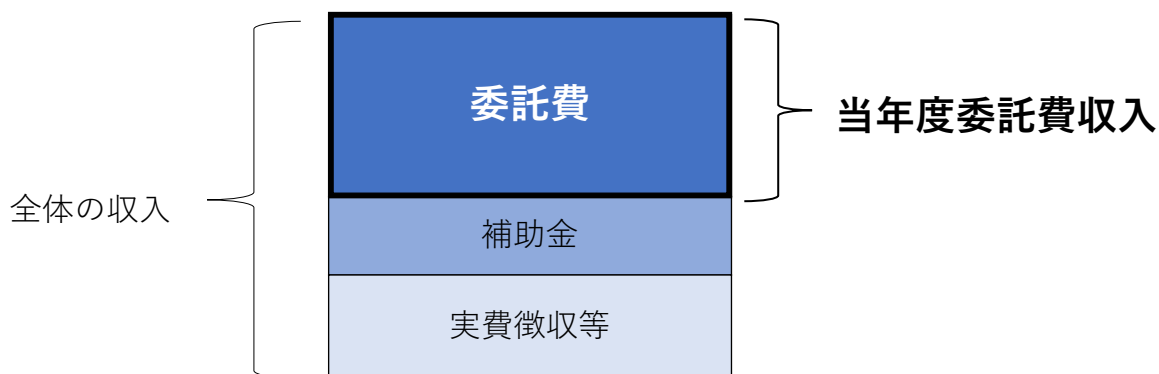 委託費
当年度委託費収入
全体の収入
補助金
実費徴収等